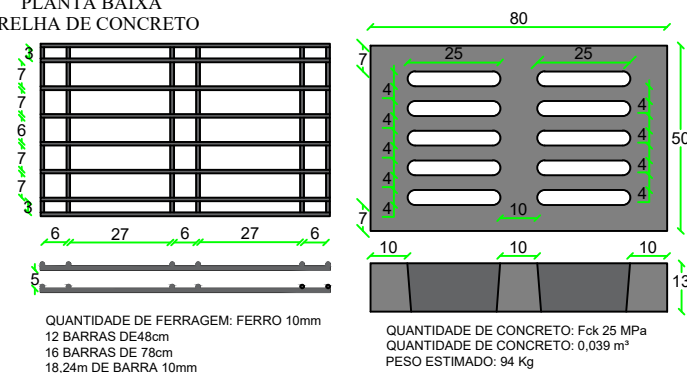 PLANTA BAIXA
RELHA DE CONCRETO
3
7
7
6
7
7
3
6 27 6 27 6
5
QUANTIDADE DE FERRAGEM: FERRO 10mm
12 BARRAS DE48cm
16 BARRAS DE 78cm
18,24m DE BARRA 10mm
80
7
25 25
4 4
4 4
4 4
4 4
50
7
10
10 10 10
13
QUANTIDADE DE CONCRETO: Fck 25 MPa
QUANTIDADE DE CONCRETO: 0,039 m³
PESO ESTIMADO: 94 Kg